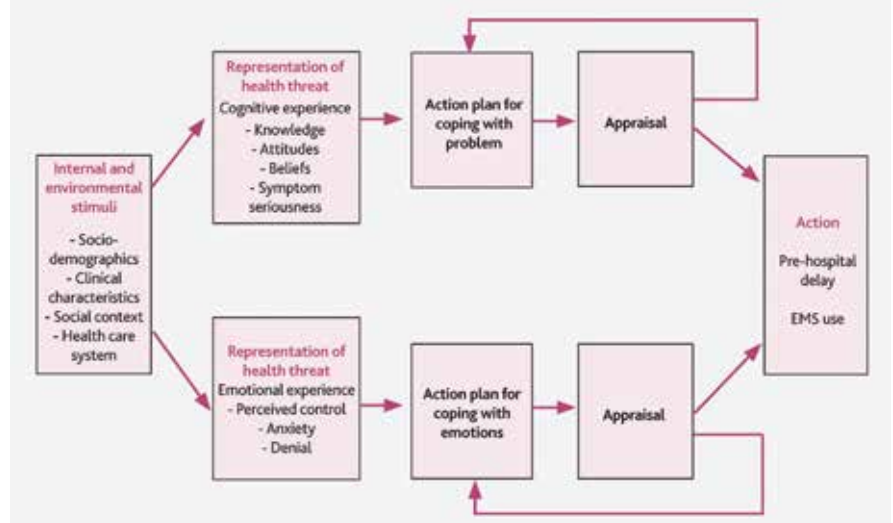 Internal and
environmental
stimuli
- Socio-
demographics
- Clinical
characteristics
- Social context
- Health care
system
Representation of
health threat
Cognitive experience
- Knowledge
- Attitudes
- Beliefs
- Symptom
seriousness
Action plan for
coping with
problem
Appraisal
Representation of
health threat
Emotional experience
- Perceived control
- Anxiety
- Denial
Action plan for
coping with
emotions
Appraisal
Action
Pre-hospital
delay
EMS use